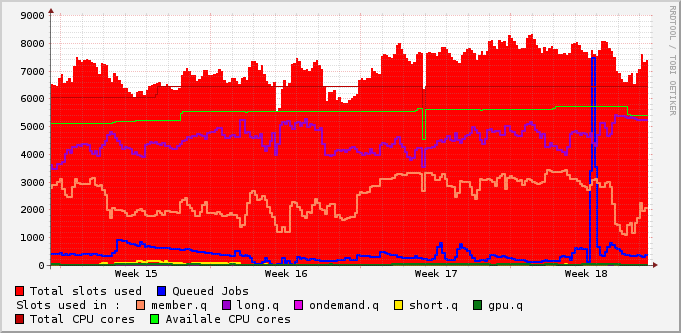 9000
8000
7000
6000
5000
4000
3000
2000
1000
0
Week 15 Week 16 Week 17 Week 18
RRDTOOL / TOBI OETIKER
Total slots used Queued Jobs
Slots used in : member.q long.q ondemand.q short.q gpu.q
Total CPU cores Availale CPU cores